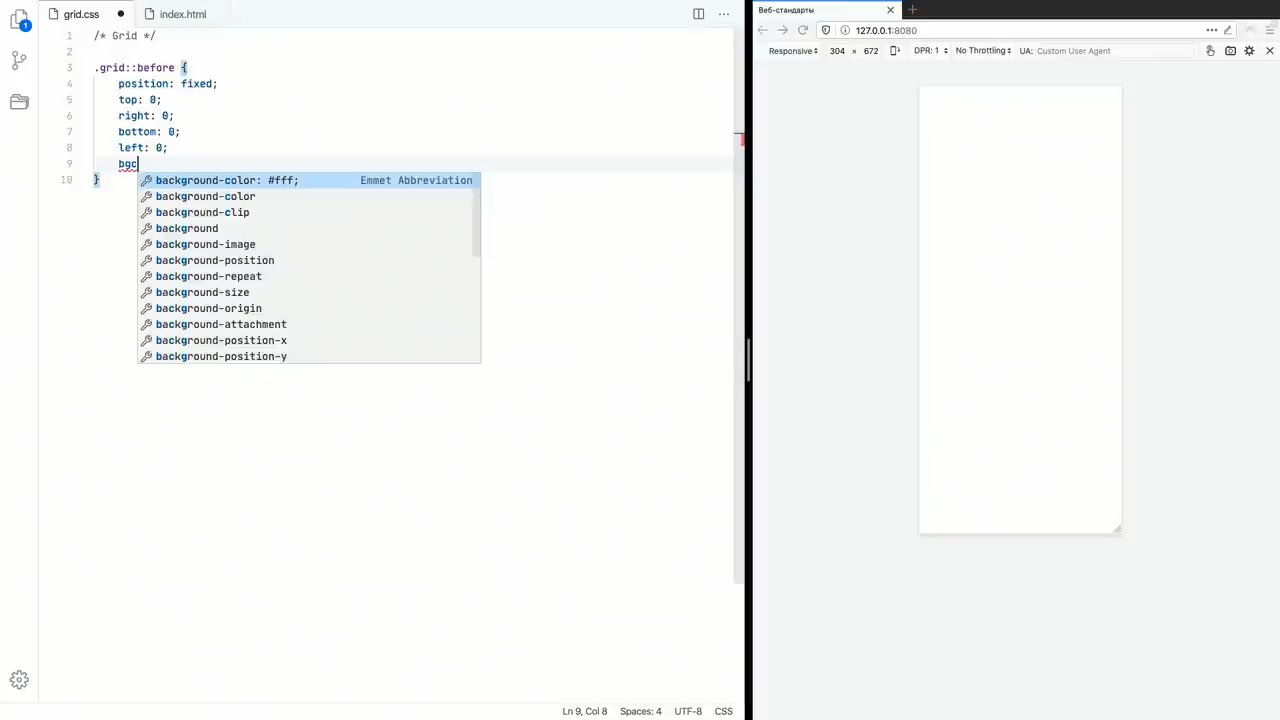 grid.css
index.html
1
1 /* Grid */
2
3 .grid::before {
4 position: fixed;
5 top: 0;
6 right: 0;
7 bottom: 0;
8 left: 0;
9 bgc
background-color: #fff; Emmet Abbreviation
10 }
background-color
background-clip
background
background-image
background-position
background-repeat
background-size
background-origin
background-attachment
background-position-x
background-position-y
Ln 9, Col 8 Spaces: 4 UTF-8 CSS
Веб-стандарты
127.0.0.1:8080
Responsive 304 × 672 DPR: 1 No Throttling UA: Custom User Agent